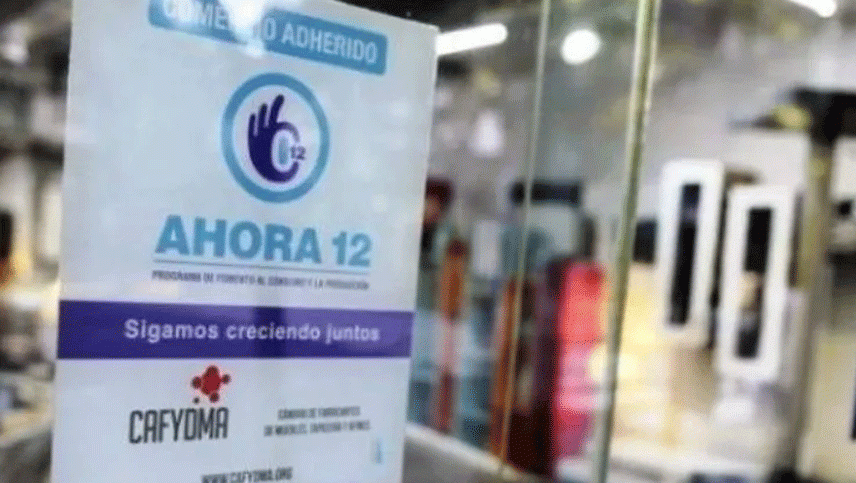 COMERCIO ADHERIDO
12
AHORA 12
PROGRAMA DE FOMENTO AL CONSUMO Y LA PRODUCCIÓN
Sigamos creciendo juntos
CAFYDMA
CÁMARA DE FABRICANTES
DE MUEBLES, TAPICERÍA Y AFINES
WWW.CAFYDMA.ORG